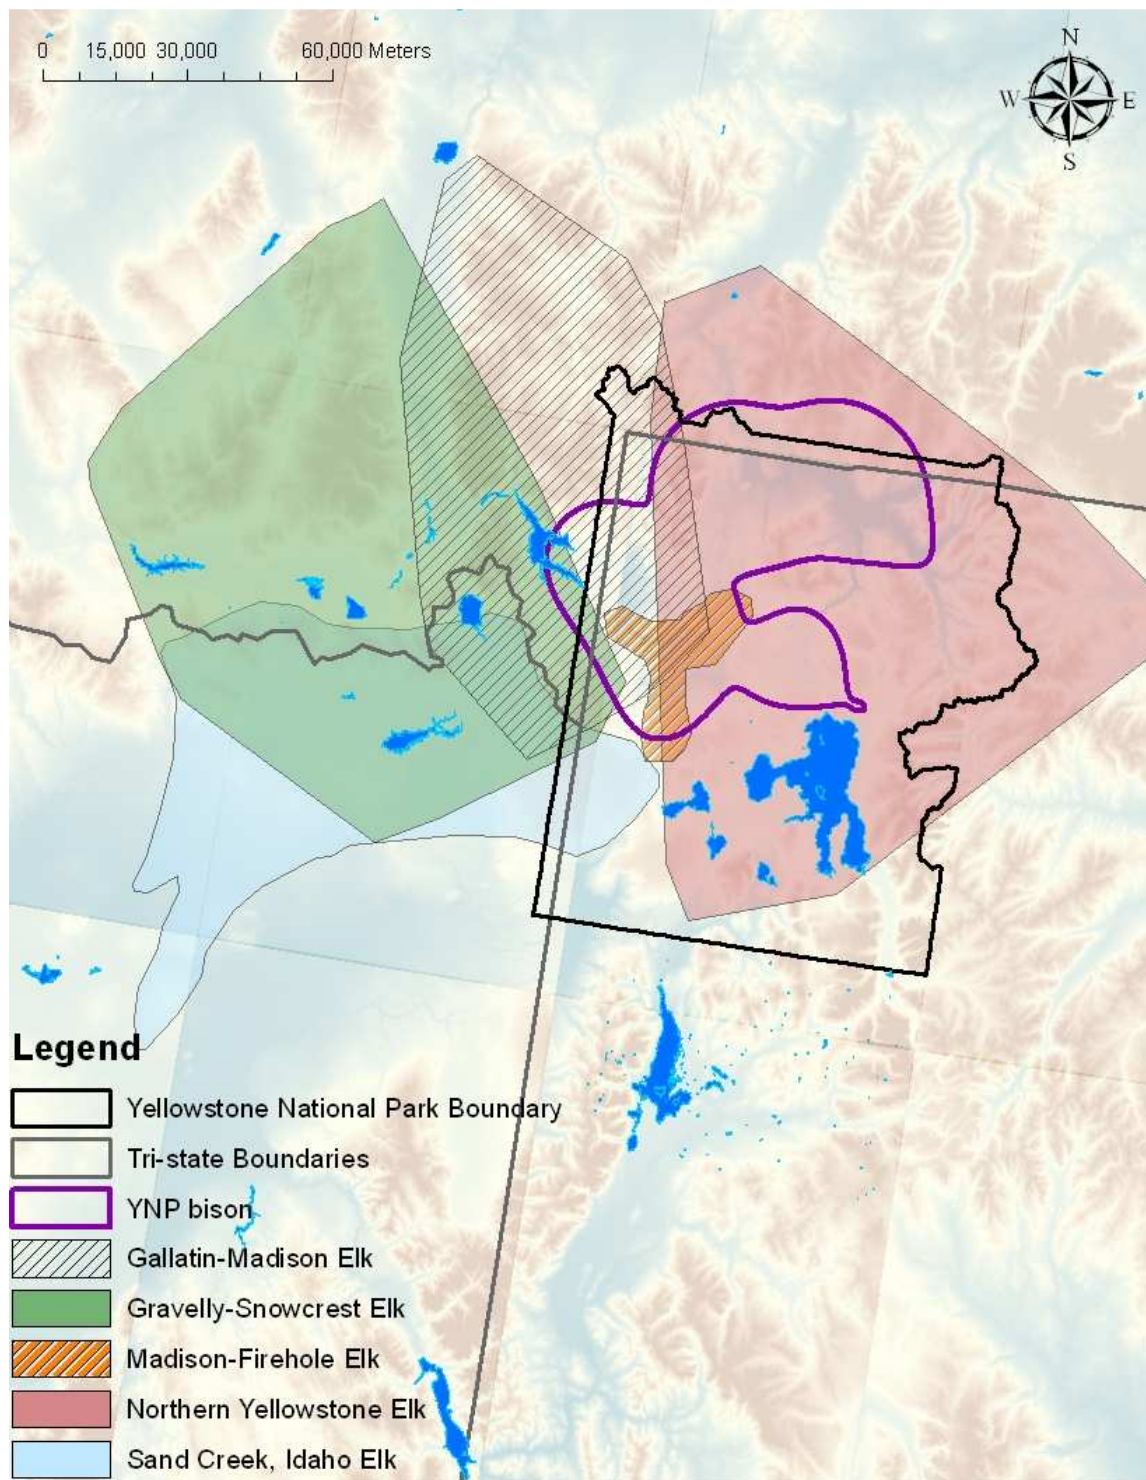 0 15,000 30,000 60,000 Meters
N
W E
S
Legend
Yellowstone National Park Boundary
Tri-state Boundaries
YNP bison
Gallatin-Madison Elk
Gravelly-Snowcrest Elk
Madison-Firehole Elk
Northern Yellowstone Elk
Sand Creek, Idaho Elk